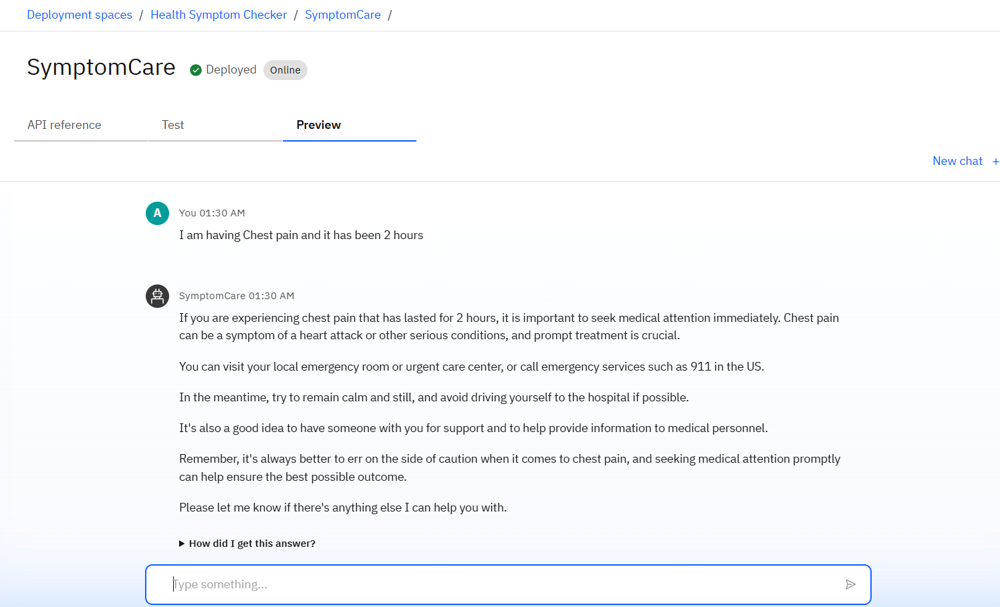 Deployment spaces / Health Symptom Checker / SymptomCare /
SymptomCare Deployed Online
API reference Test Preview
New chat +
A You 01:30 AM
I am having Chest pain and it has been 2 hours
SymptomCare 01:30 AM
If you are experiencing chest pain that has lasted for 2 hours, it is important to seek medical attention immediately. Chest pain
can be a symptom of a heart attack or other serious conditions, and prompt treatment is crucial.
You can visit your local emergency room or urgent care center, or call emergency services such as 911 in the US.
In the meantime, try to remain calm and still, and avoid driving yourself to the hospital if possible.
It's also a good idea to have someone with you for support and to help provide information to medical personnel.
Remember, it's always better to err on the side of caution when it comes to chest pain, and seeking medical attention promptly
can help ensure the best possible outcome.
Please let me know if there's anything else I can help you with.
How did I get this answer?
Type something...